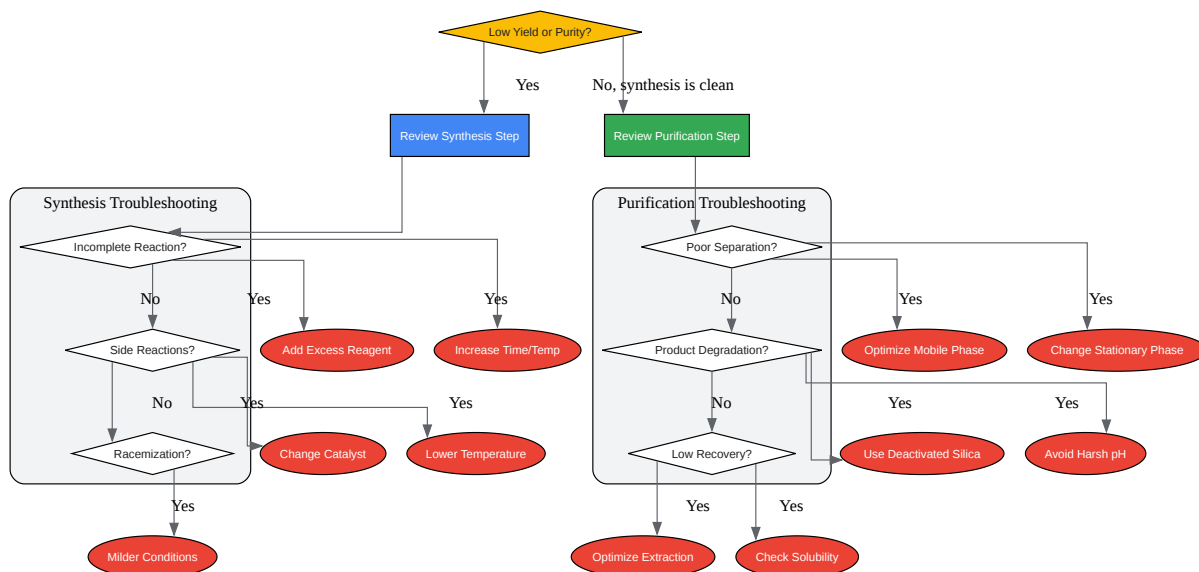 Low Yield or Purity?
Yes
No, synthesis is clean
Review Synthesis Step
Review Purification Step
Synthesis Troubleshooting
Purification Troubleshooting
Incomplete Reaction?
Poor Separation?
No
Yes
Yes
No
Yes
Yes
Side Reactions?
Add Excess Reagent
Increase Time/Temp
Product Degradation?
Optimize Mobile Phase
Change Stationary Phase
No
Yes
Yes
No
Yes
Yes
Racemization?
Change Catalyst
Lower Temperature
Low Recovery?
Use Deactivated Silica
Avoid Harsh pH
Yes
Yes
Yes
Milder Conditions
Optimize Extraction
Check Solubility